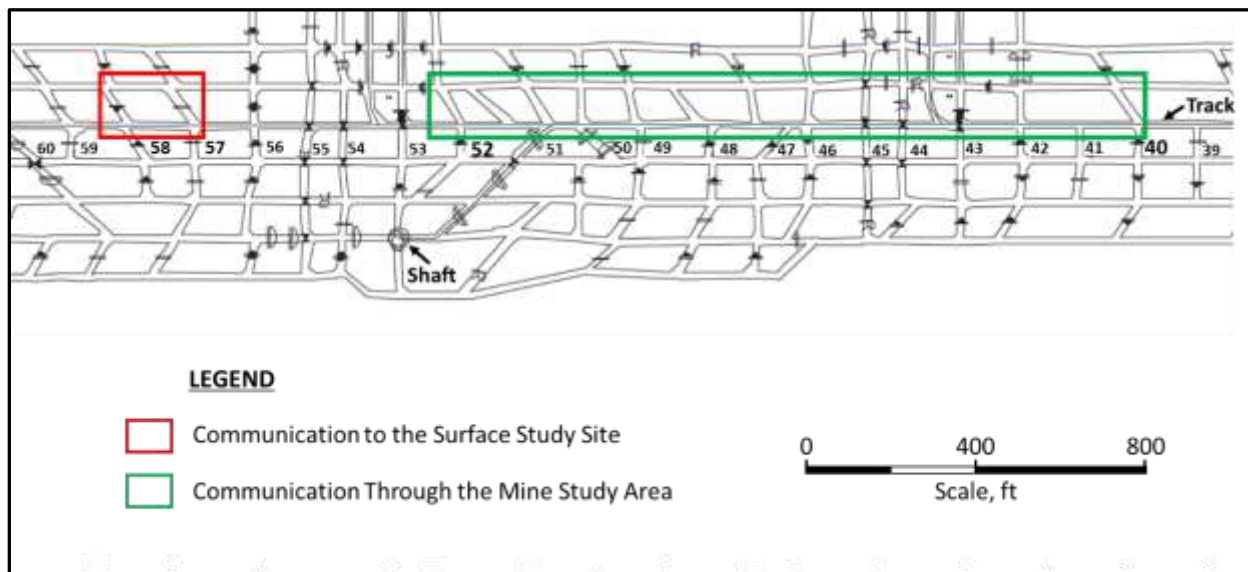 Track
60 59 58 57 56 55 54 53 52 51 50 49 48 47 46 45 44 43 42 41 40 39
Shaft
LEGEND
Communication to the Surface Study Site
Communication Through the Mine Study Area
0 400 800
Scale, ft